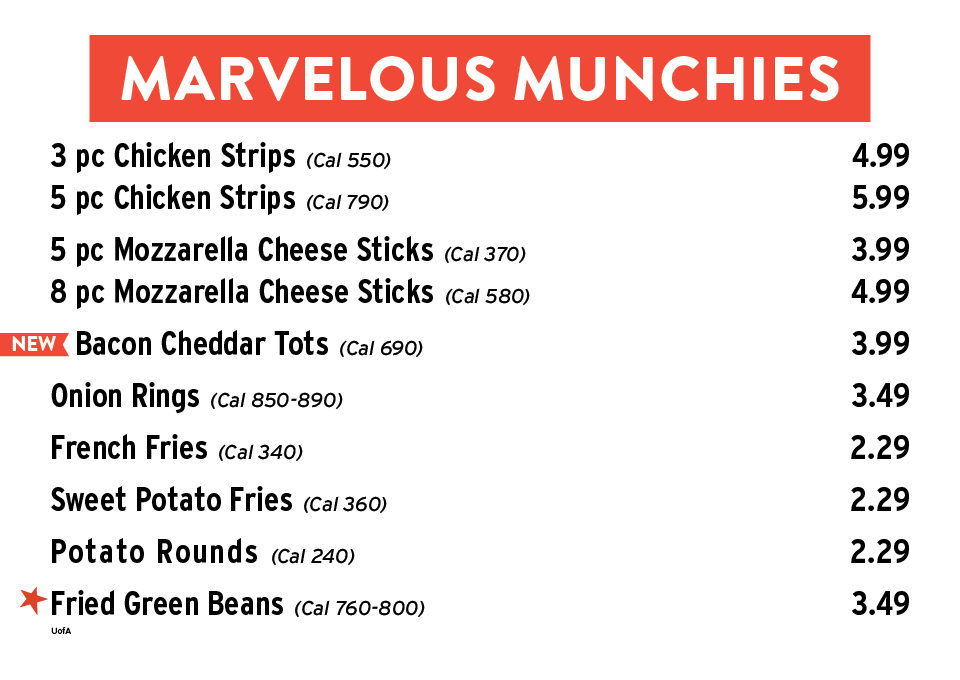 MARVELOUS MUNCHIES
3 pc Chicken Strips (Cal 550) 4.99
5 pc Chicken Strips (Cal 790) 5.99
5 pc Mozzarella Cheese Sticks (Cal 370) 3.99
8 pc Mozzarella Cheese Sticks (Cal 580) 4.99
NEW Bacon Cheddar Tots (Cal 690) 3.99
Onion Rings (Cal 850-890) 3.49
French Fries (Cal 340) 2.29
Sweet Potato Fries (Cal 360) 2.29
Potato Rounds (Cal 240) 2.29
Fried Green Beans (Cal 760-800) 3.49
UofA